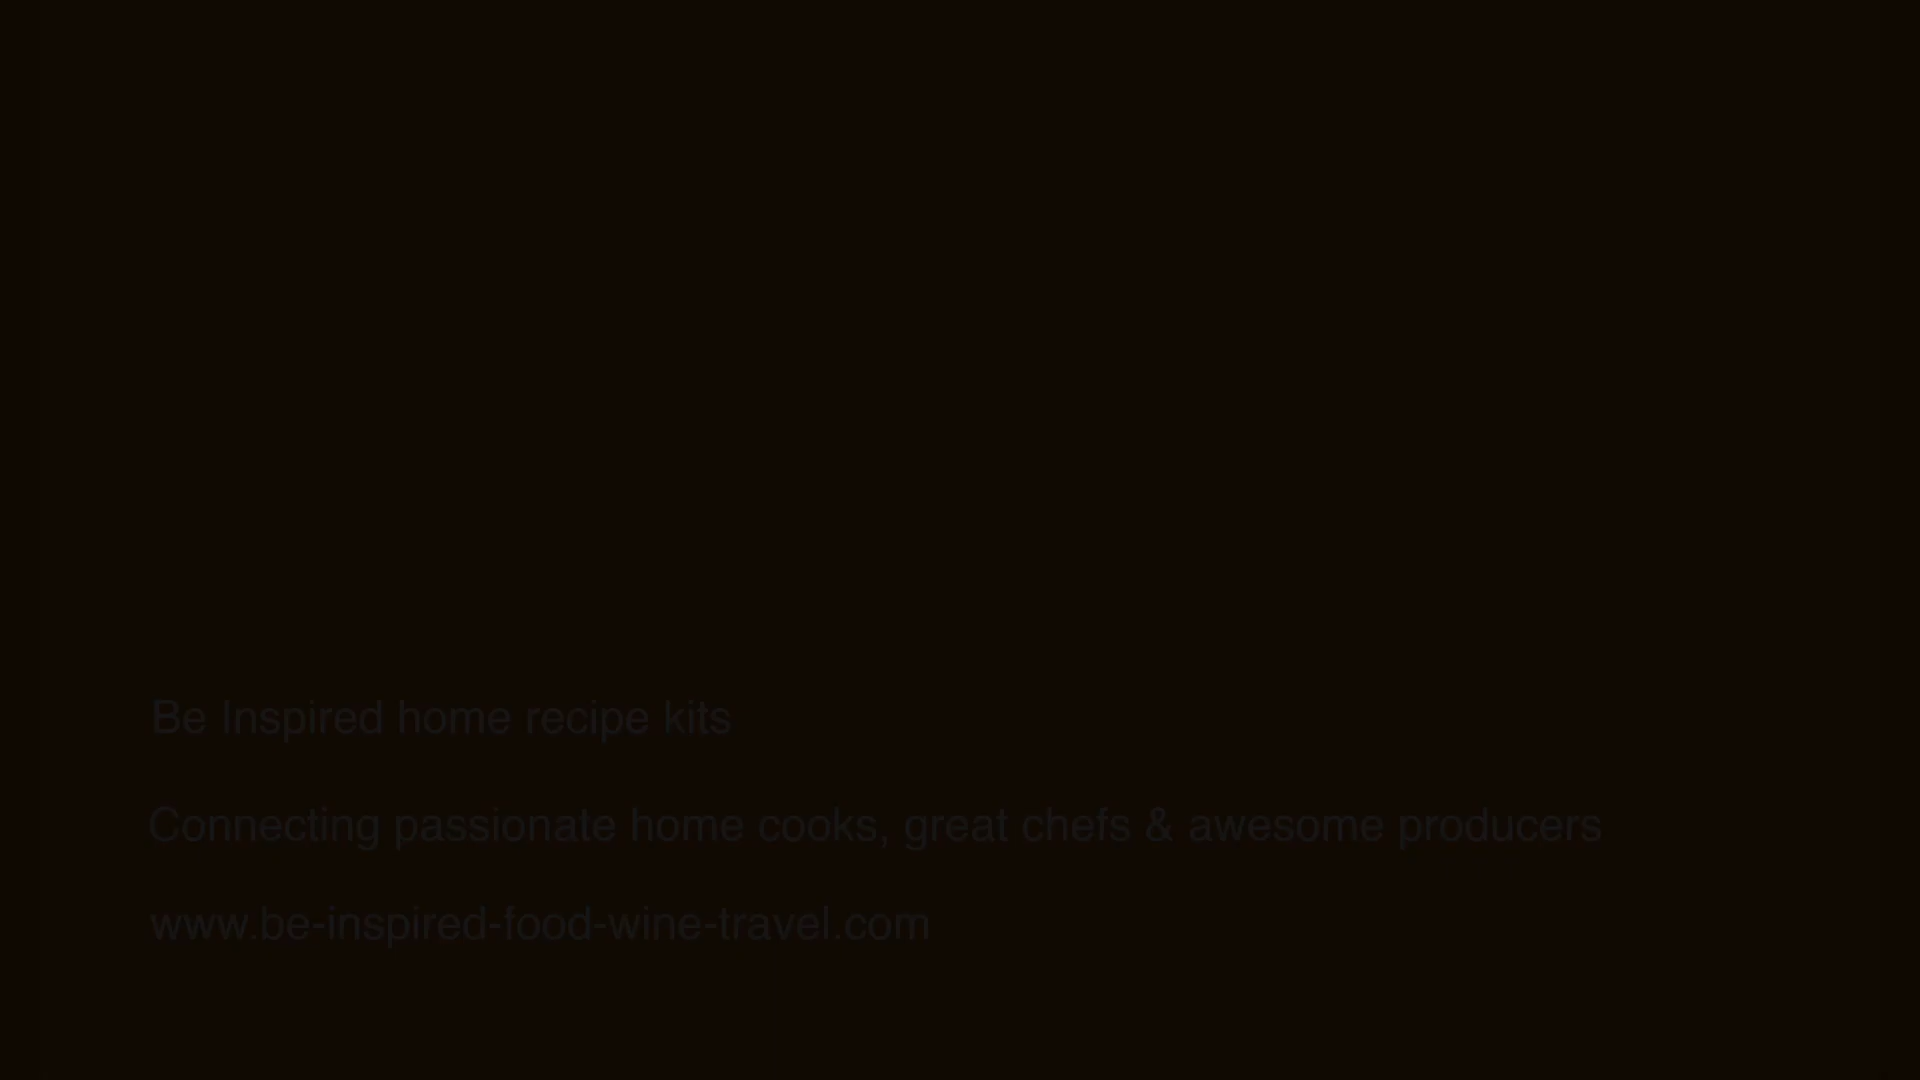 Be Inspired home recipe kits
Connecting passionate home cooks, great chefs & awesome producers
www.be-inspired-food-wine-travel.com